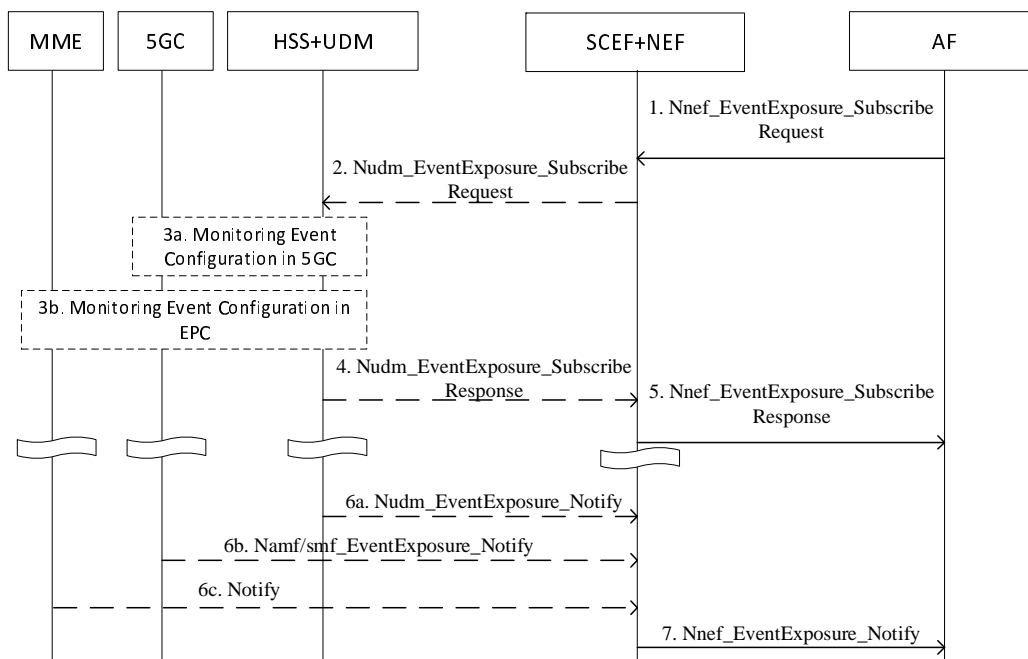 MME
5GC
HSS+UDM
SCEF+NEF
AF
1. Nnef_EventExposure_Subscribe
Request
2. Nudm_EventExposure_Subscribe
Request
3a. Monitoring Event
Configuration in 5GC
3b. Monitoring Event Configuration in
EPC
4. Nudm_EventExposure_Subscribe
Response
5. Nnef_EventExposure_Subscribe
Response
6a. Nudm_EventExposure_Notify
6b. Namf/smf_EventExposure_Notify
6c. Notify
7. Nnef_EventExposure_Notify